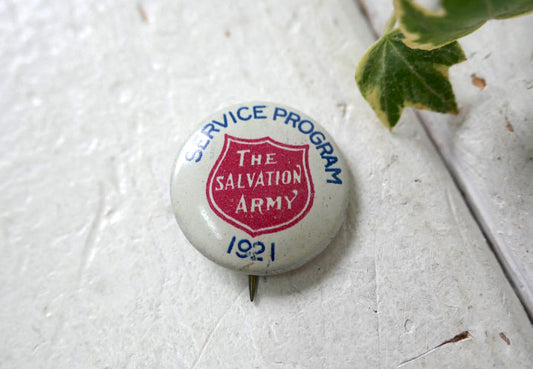 SERVICE PROGRAM
THE
SALVATION
ARMY
1921